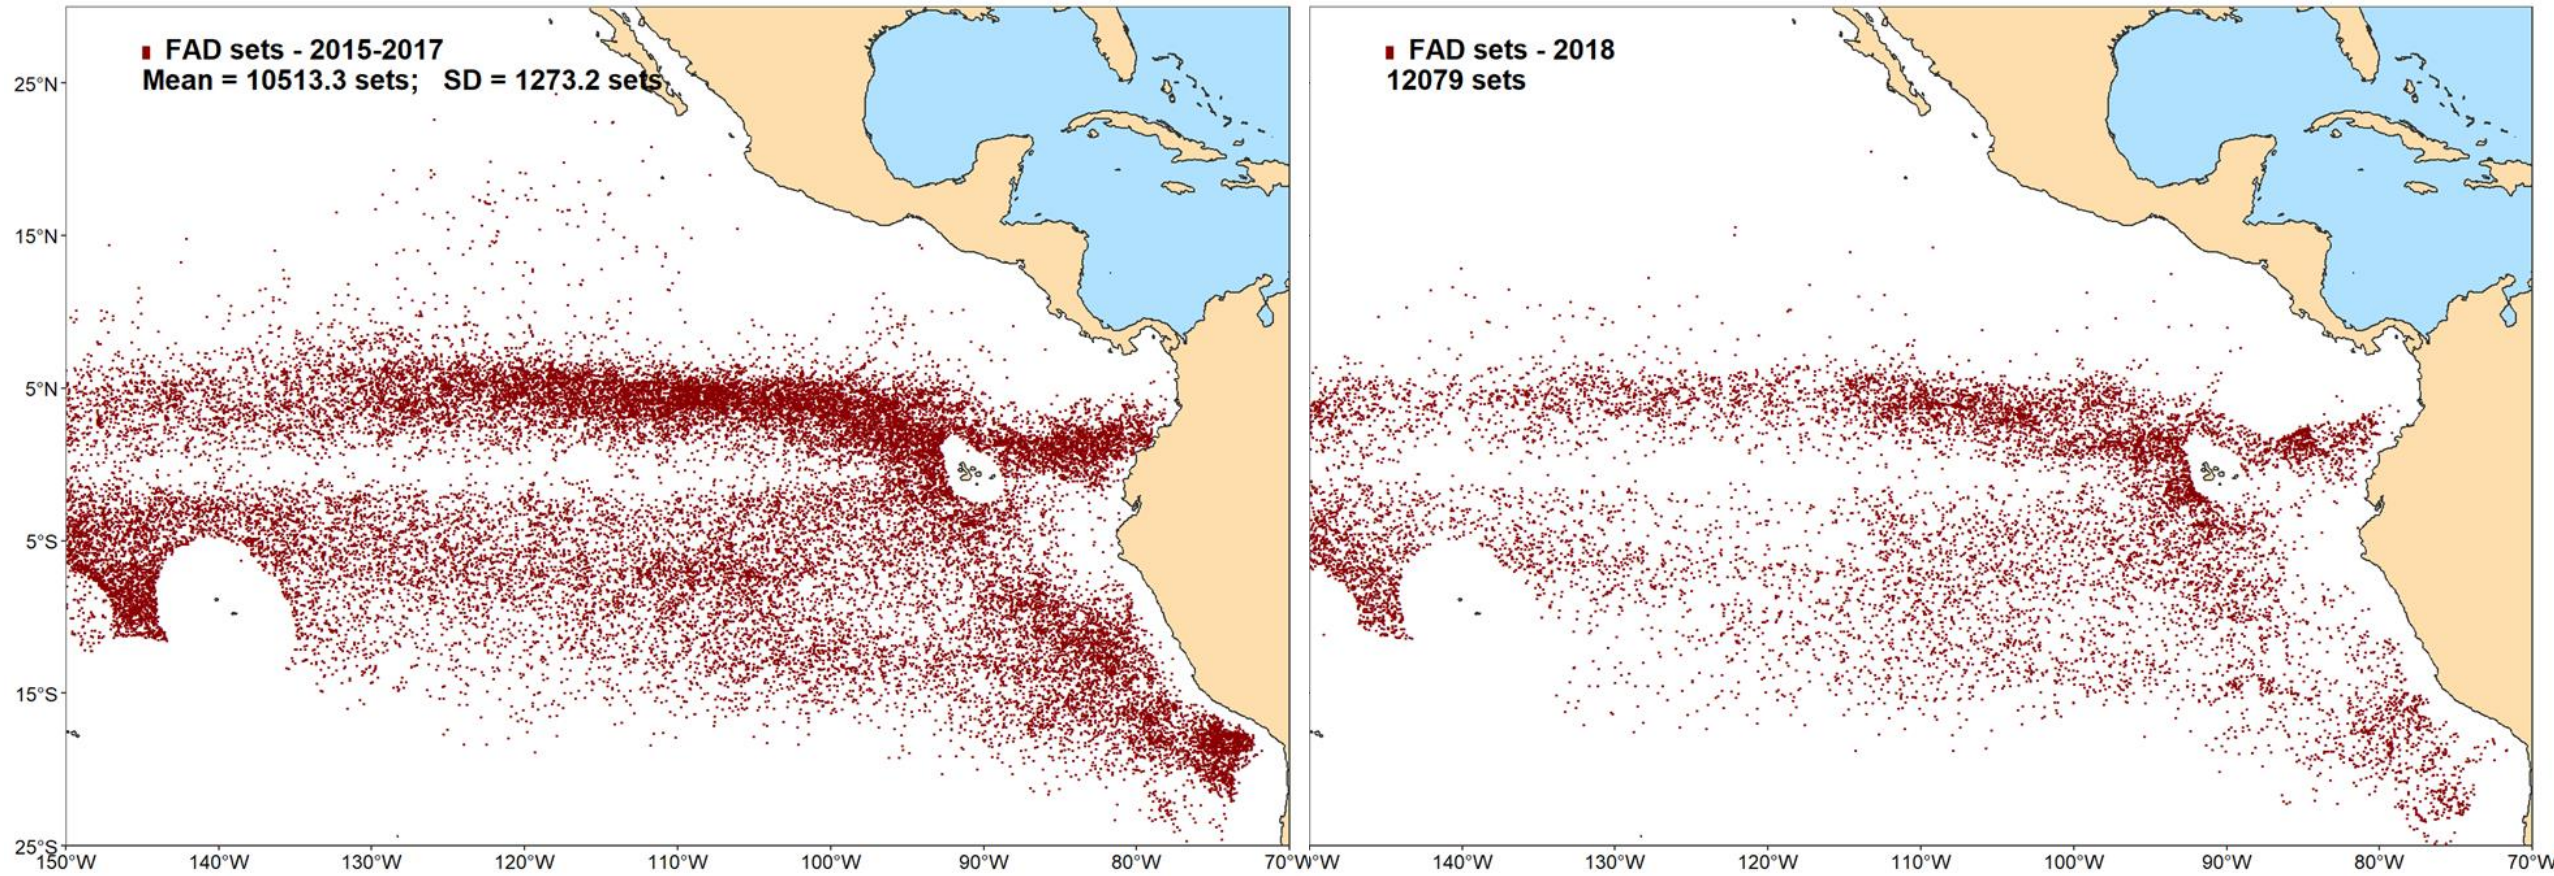 FAD sets - 2015-2017
Mean = 10513.3 sets; SD = 1273.2 sets
FAD sets - 2018
12079 sets
25°N
15°N
5°N
5°S
15°S
25°S
150°W 140°W 130°W 120°W 110°W 100°W 90°W 80°W 70°W
140°W 130°W 120°W 110°W 100°W 90°W 80°W 70°W